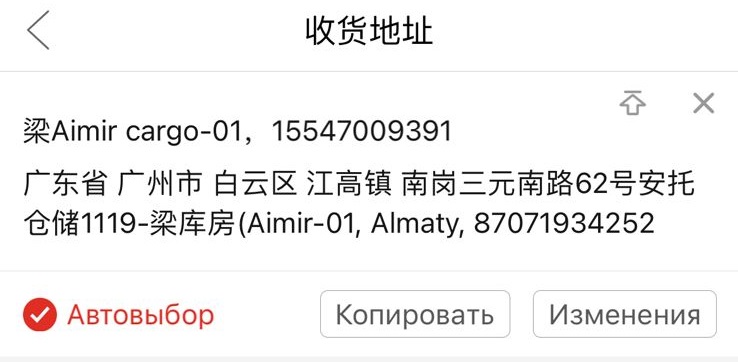 收货地址
梁Aimir cargo-01，15547009391
广东省 广州市 白云区 江高镇 南岗三元南路62号安托
仓储1119-梁库房(Aimir-01, Almaty, 87071934252
Автовыбор
Копировать
Изменения